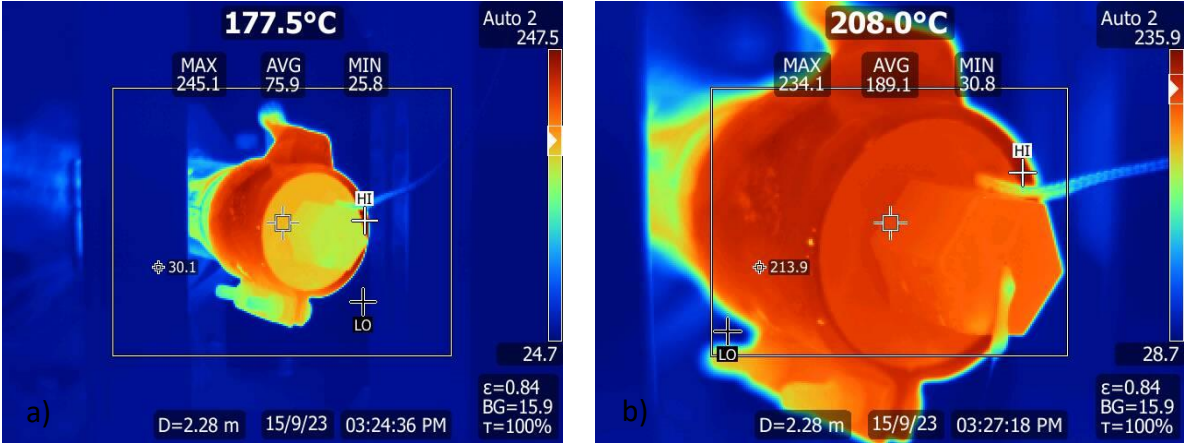 177.5°C
Auto 2
247.5
MAX
245.1
AVG
75.9
MIN
25.8
HI
30.1
LO
24.7
ε=0.84
BG=15.9
τ=100%
a)
D=2.28 m
15/9/23
03:24:36 PM
208.0°C
Auto 2
235.9
MAX
234.1
AVG
189.1
MIN
30.8
HI
213.9
LO
28.7
ε=0.84
BG=15.9
τ=100%
b)
D=2.28 m
15/9/23
03:27:18 PM